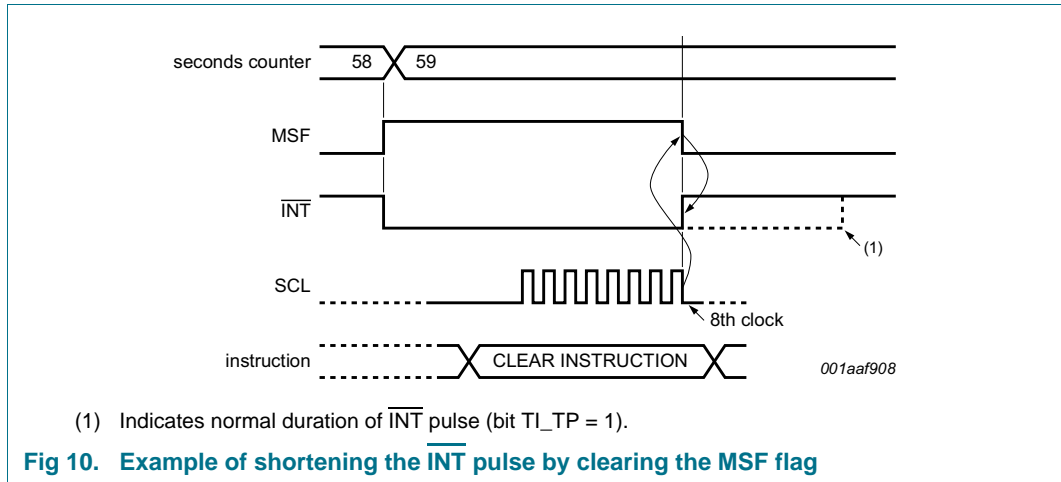 seconds counter 58 59
MSF
INT
(1)
SCL
8th clock
instruction CLEAR INSTRUCTION
001aaf908
(1) Indicates normal duration of INT pulse (bit TI_TP = 1).
Fig 10. Example of shortening the INT pulse by clearing the MSF flag